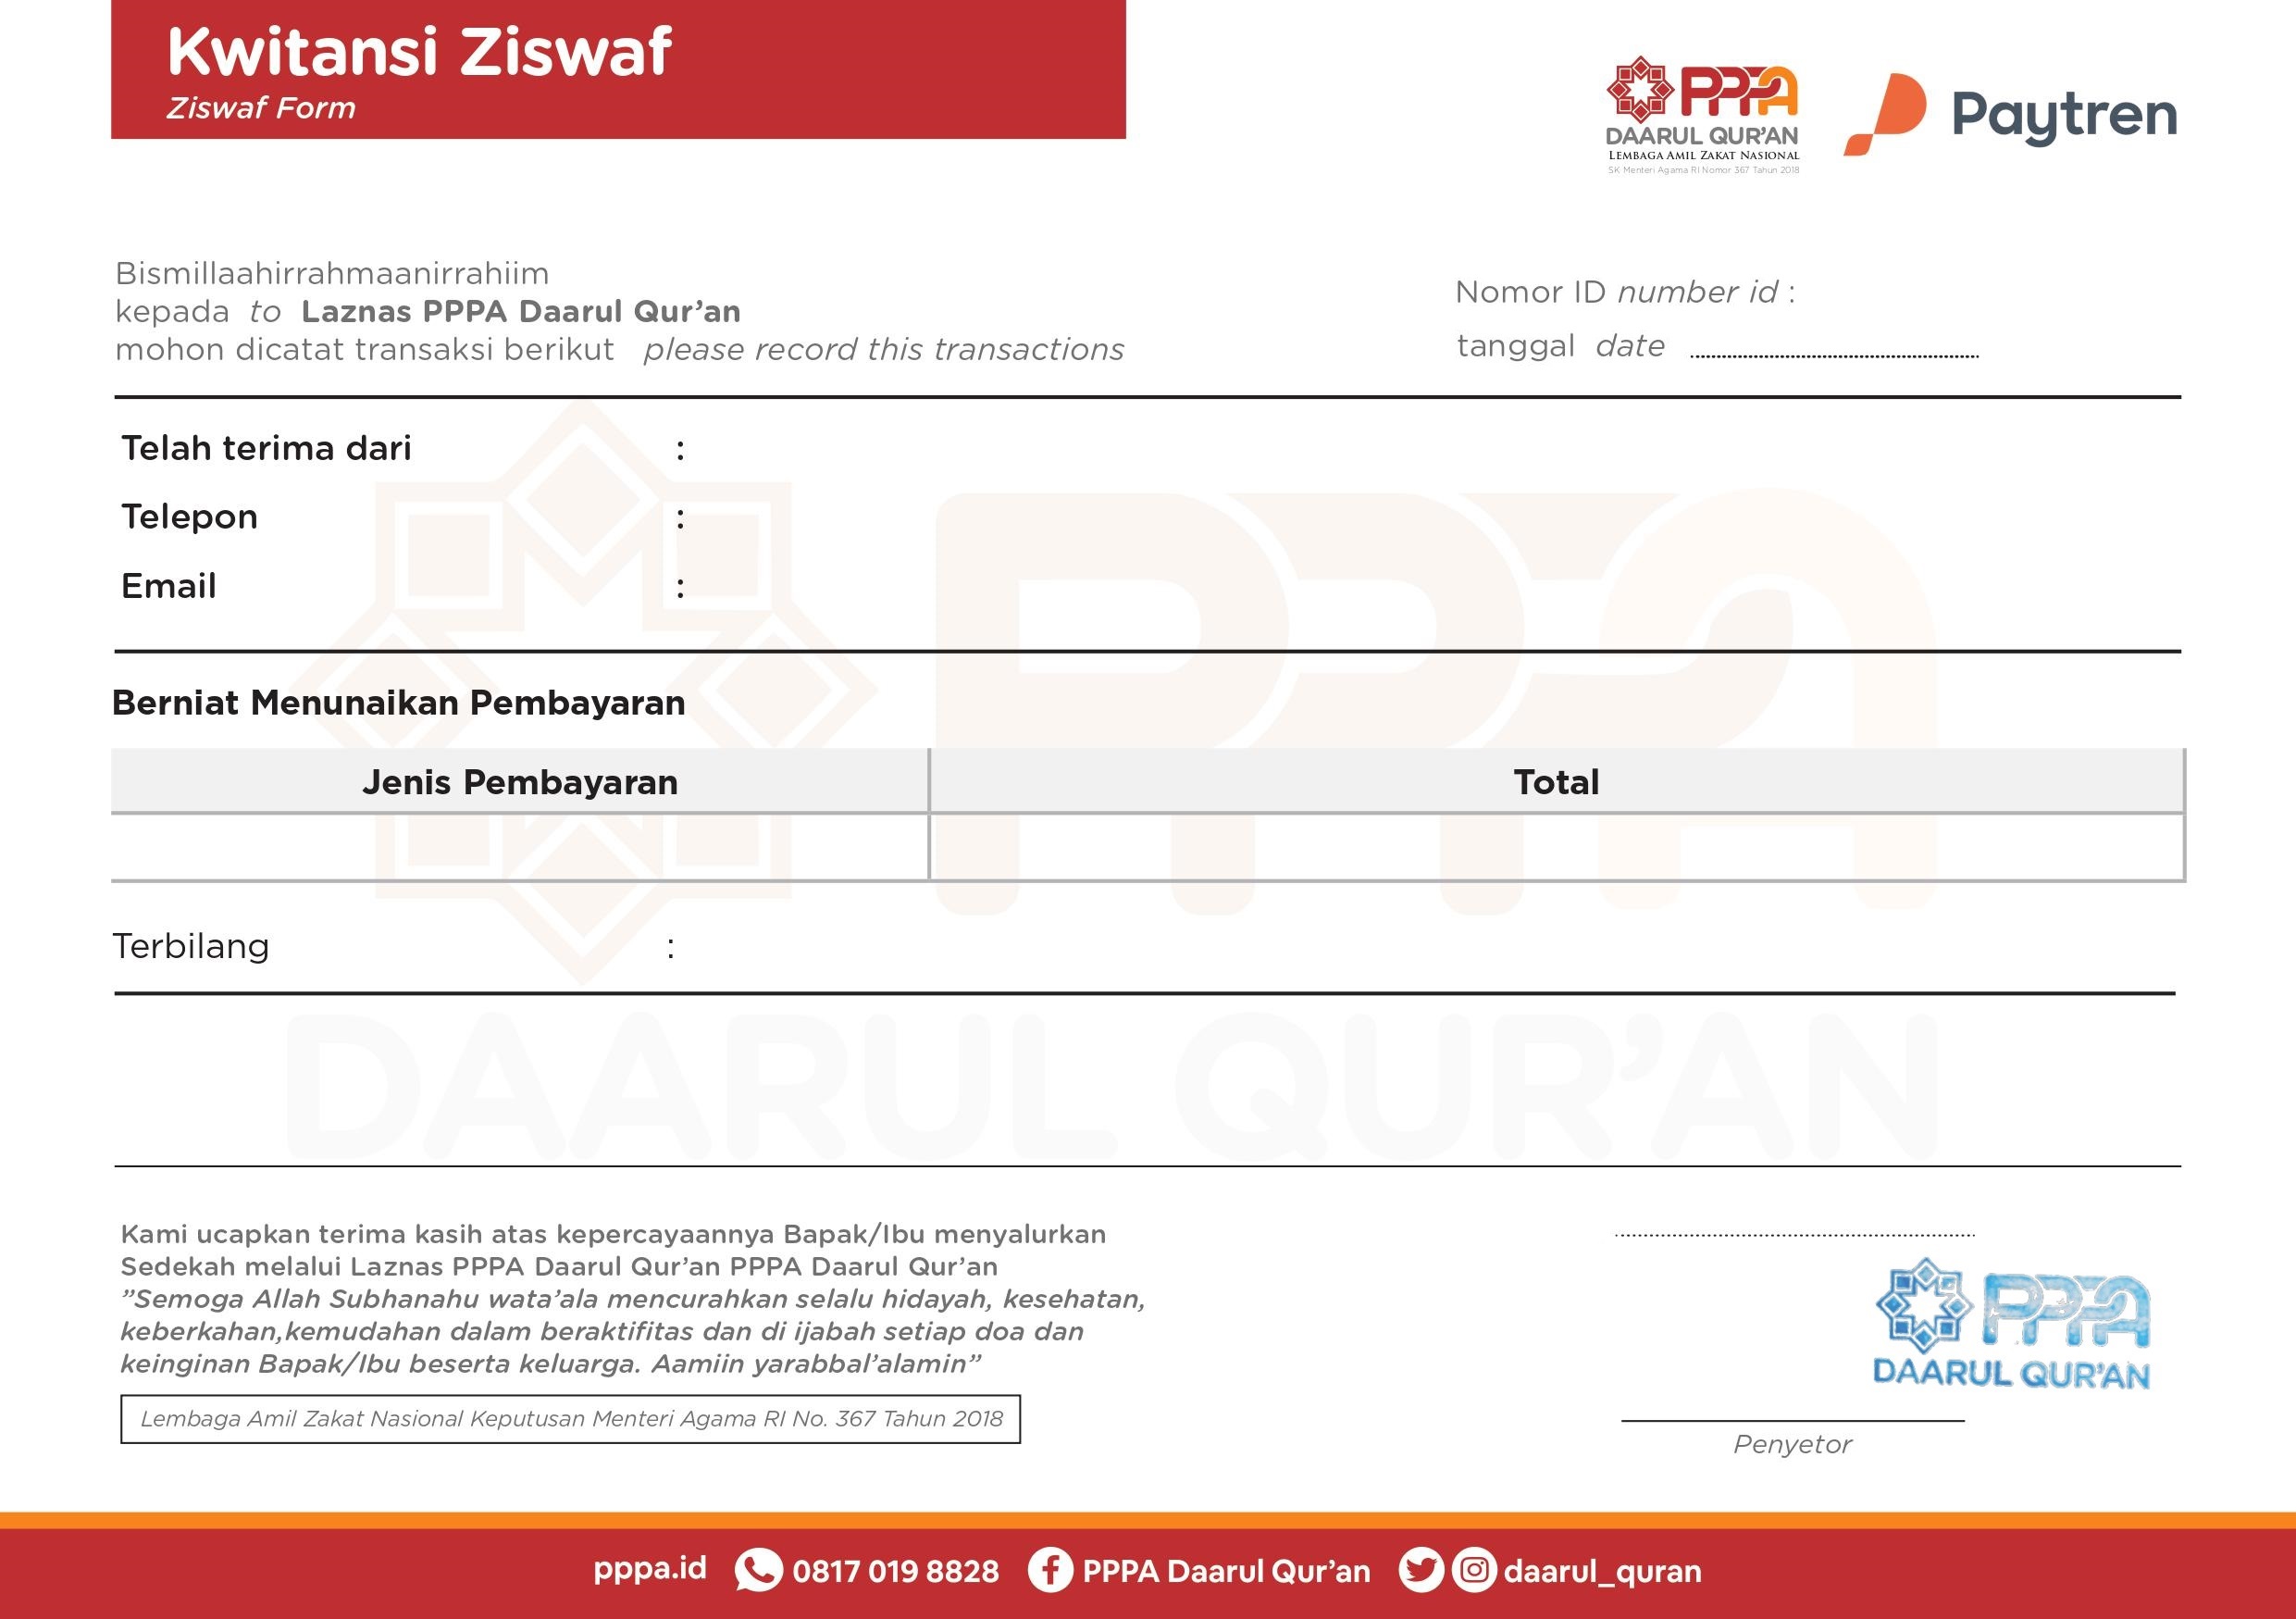 Kwitansi Ziswaf
Ziswaf Form
PPPA
DAARUL QUR'AN
LEMBAGA AMIL ZAKAT NASIONAL
SK Menteri Agama RI Nomor 367 Tahun 2018
Paytren
Bismillaahirrahmaanirrahiim
kepada to Laznas PPPA Daarul Qur’an
mohon dicatat transaksi berikut please record this transactions
Nomor ID number id :
tanggal date ................................
Telah terima dari :
Telepon :
Email :
Berniat Menunaikan Pembayaran
Jenis Pembayaran Total
Terbilang :
PPPA
DAARUL QUR’AN
Kami ucapkan terima kasih atas kepercayaannya Bapak/Ibu menyalurkan
Sedekah melalui Laznas PPPA Daarul Qur’an PPPA Daarul Qur’an
”Semoga Allah Subhanahu wata’ala mencurahkan selalu hidayah, kesehatan,
keberkahan,kemudahan dalam beraktifitas dan di ijabah setiap doa dan
keinginan Bapak/Ibu beserta keluarga. Aamiin yarabbal’alamin”
Lembaga Amil Zakat Nasional Keputusan Menteri Agama RI No. 367 Tahun 2018
PPPA
DAARUL QUR'AN
Penyetor
pppa.id 0817 019 8828 PPPA Daarul Qur’an daarul_quran